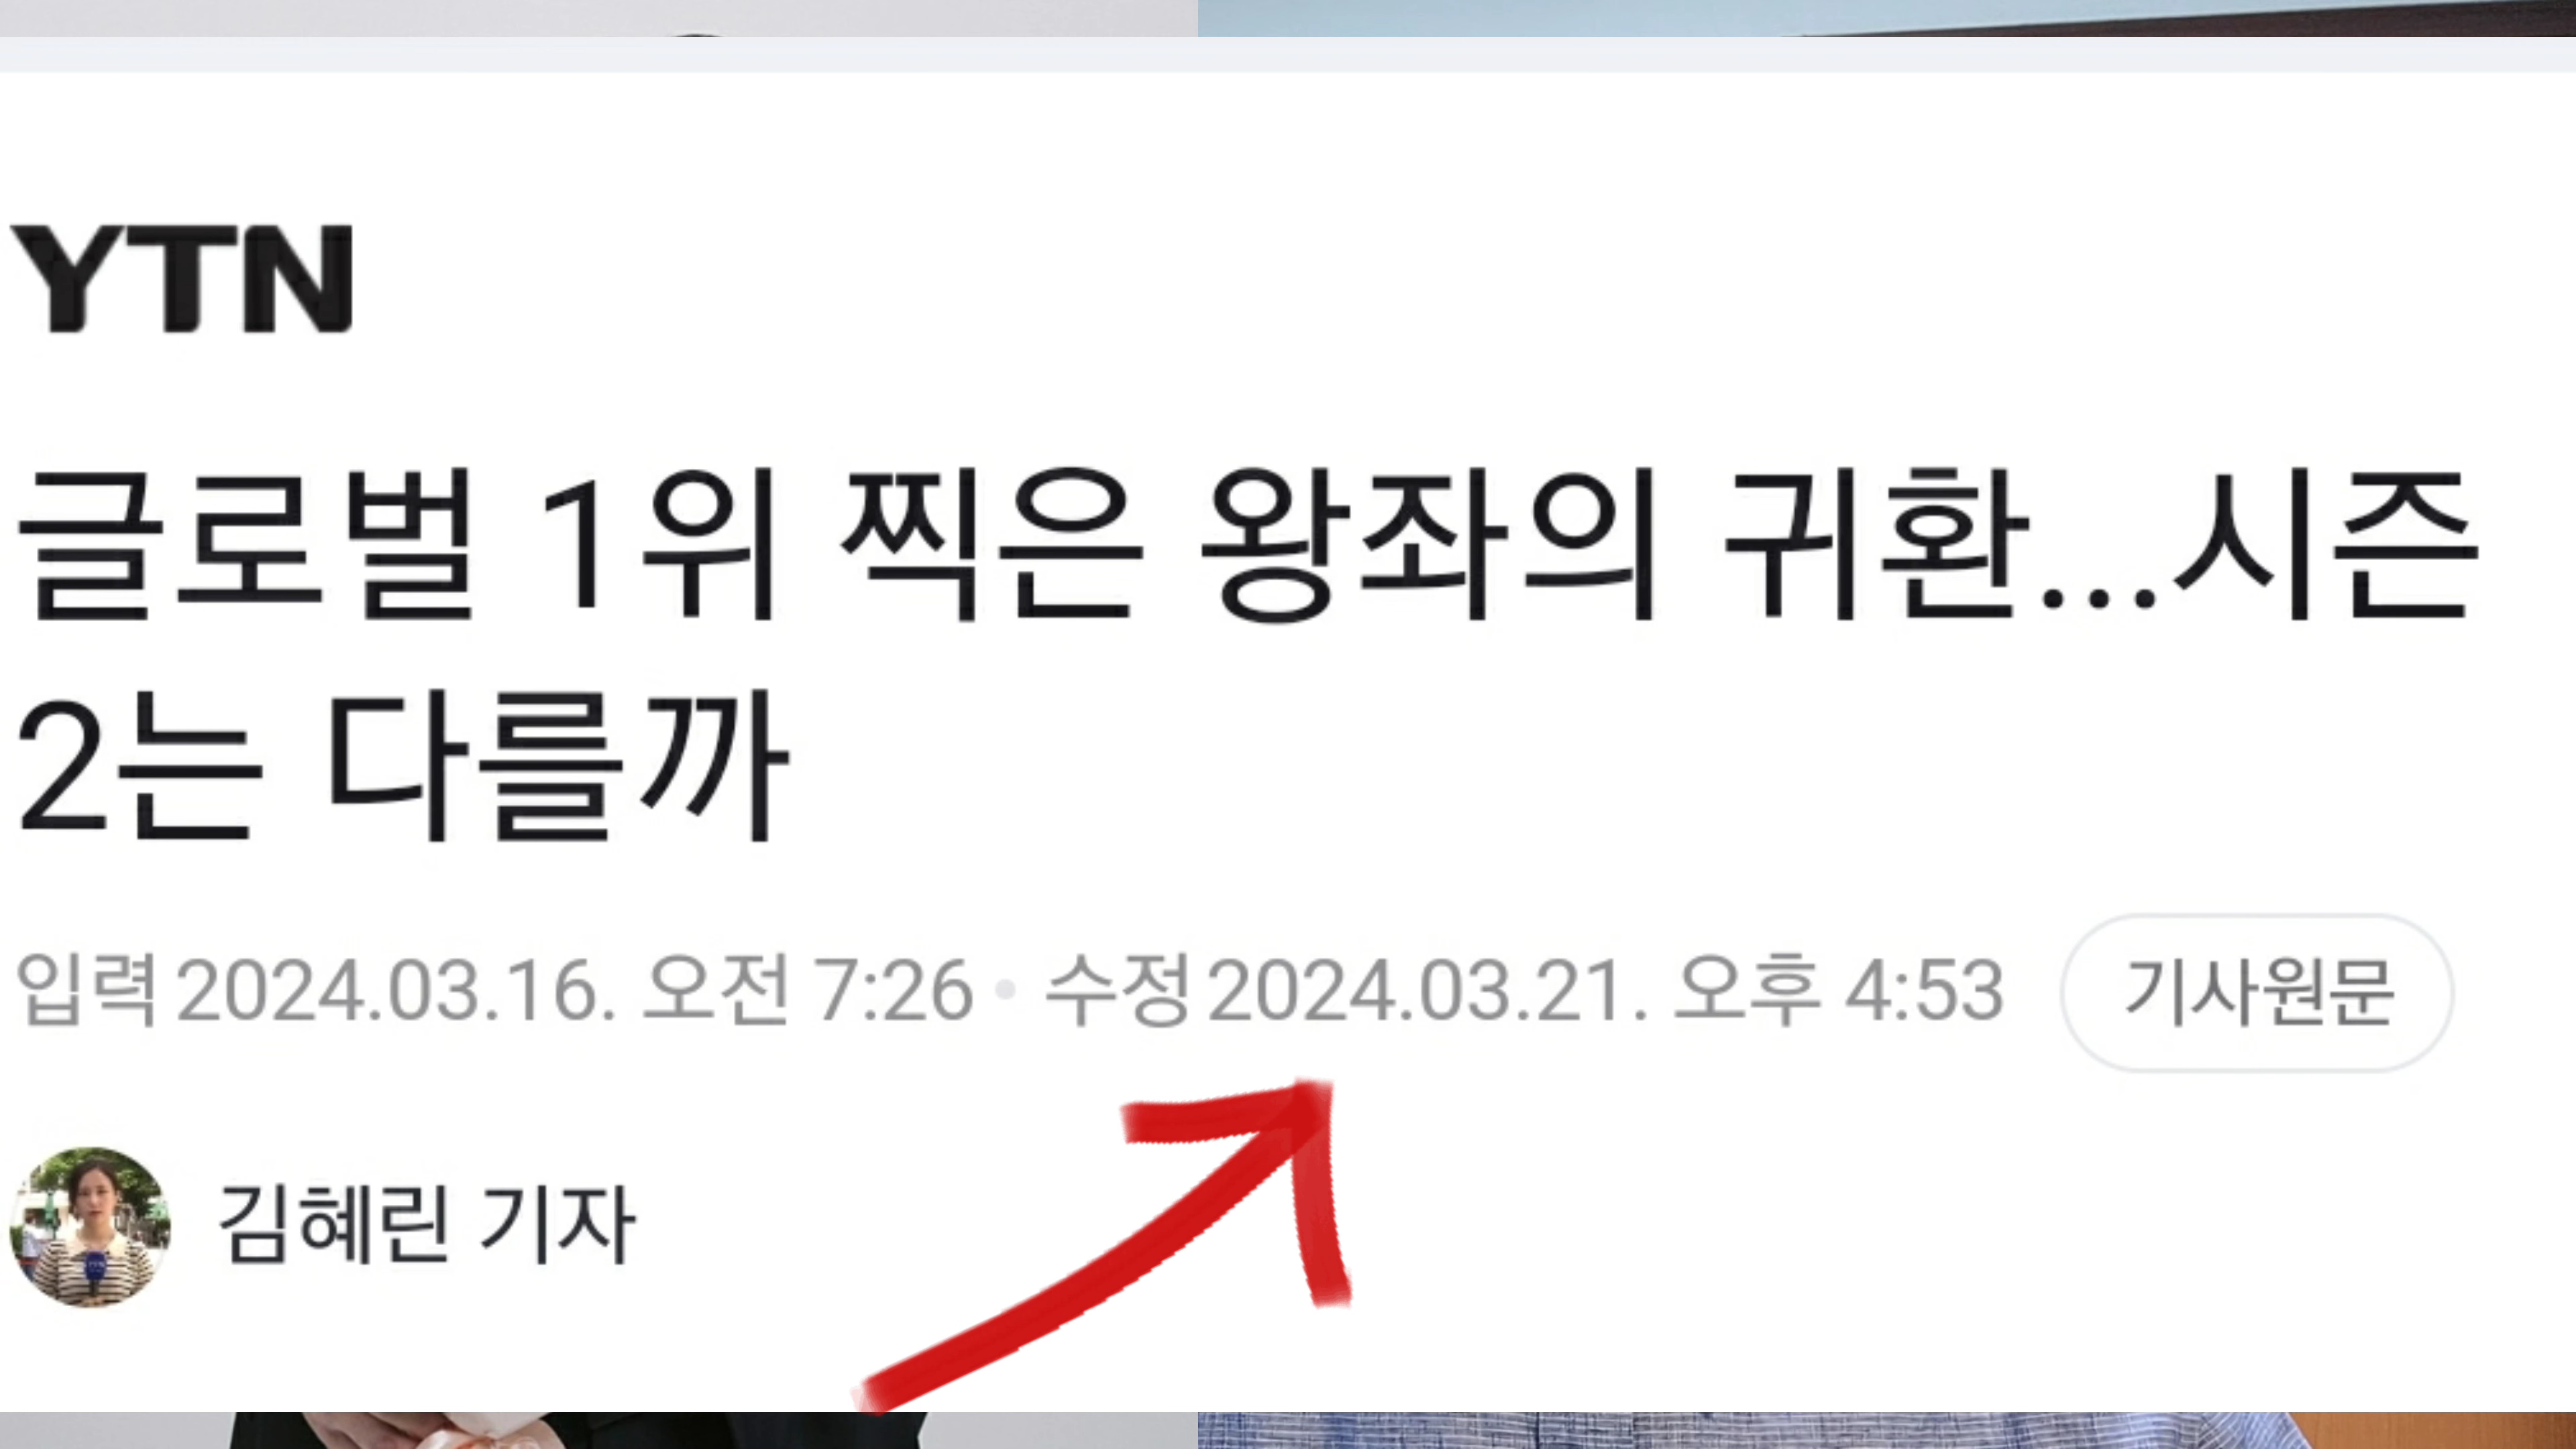 YTN
글로벌 1위 찍은 왕좌의 귀환...시즌
2는 다를까
입력 2024.03.16. 오전 7:26 · 수정 2024.03.21. 오후 4:53 기사원문
김혜린 기자